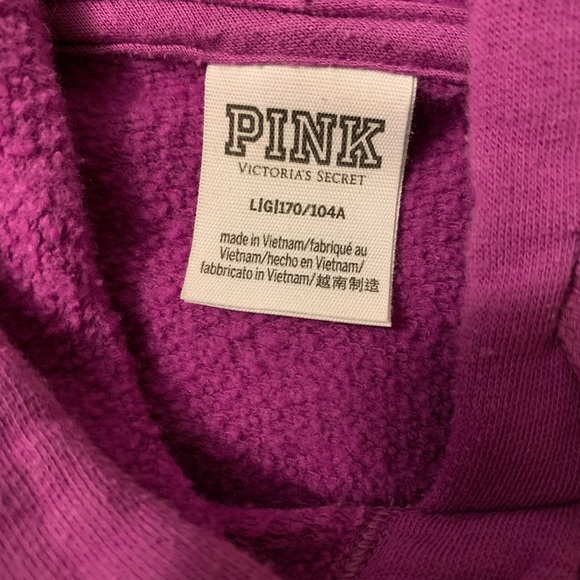 PINK
VICTORIA'S SECRET
L|G|170/104A
made in Vietnam/fabriqué au
Vietnam/hecho en Vietnam/
fabbricato in Vietnam/越南制造